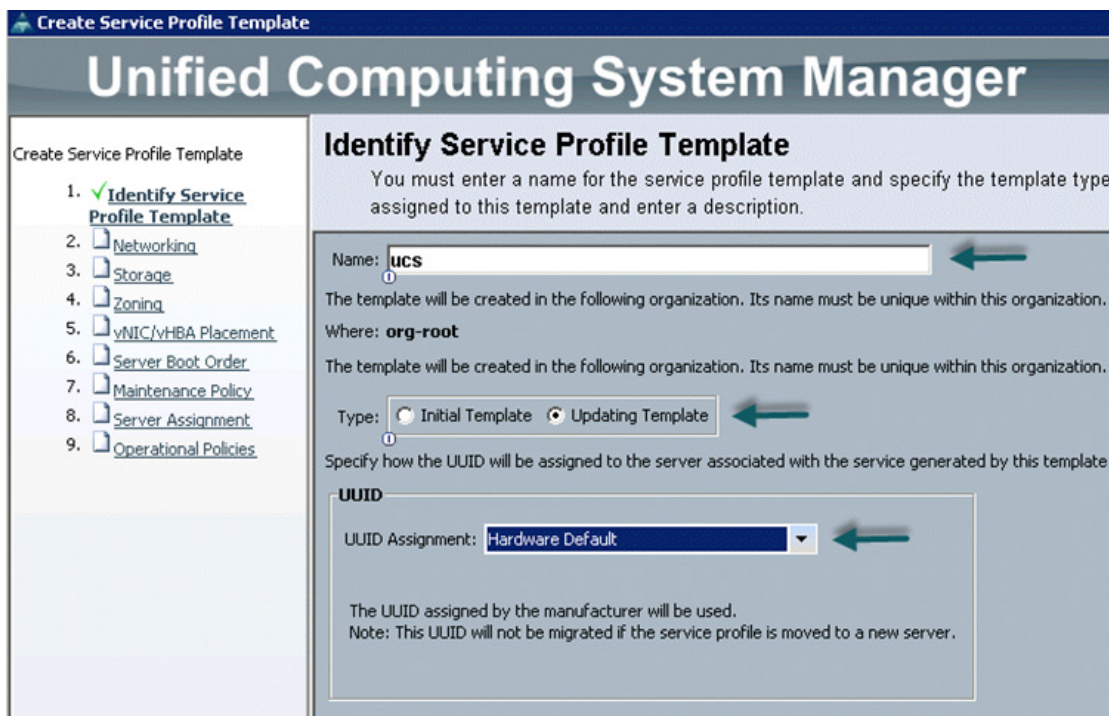 Create Service Profile Template
Unified Computing System Manager
Create Service Profile Template
1. Identify Service
Profile Template
2. Networking
3. Storage
4. Zoning
5. vNIC/vHBA Placement
6. Server Boot Order
7. Maintenance Policy
8. Server Assignment
9. Operational Policies
Identify Service Profile Template
You must enter a name for the service profile template and specify the template type
assigned to this template and enter a description.
Name: ucs
The template will be created in the following organization. Its name must be unique within this organization.
Where: org-root
The template will be created in the following organization. Its name must be unique within this organization.
Type: Initial Template Updating Template
Specify how the UUID will be assigned to the server associated with the service generated by this template
UUID
UUID Assignment: Hardware Default
The UUID assigned by the manufacturer will be used.
Note: This UUID will not be migrated if the service profile is moved to a new server.